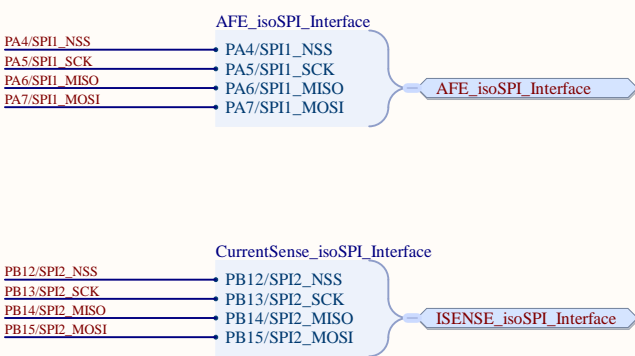 AFE_isoSPI_Interface
PA4/SPI1_NSS PA4/SPI1_NSS
PA5/SPI1_SCK PA5/SPI1_SCK
PA6/SPI1_MISO PA6/SPI1_MISO AFE_isoSPI_Interface
PA7/SPI1_MOSI PA7/SPI1_MOSI
CurrentSense_isoSPI_Interface
PB12/SPI2_NSS PB12/SPI2_NSS
PB13/SPI2_SCK PB13/SPI2_SCK
PB14/SPI2_MISO PB14/SPI2_MISO ISENSE_isoSPI_Interface
PB15/SPI2_MOSI PB15/SPI2_MOSI